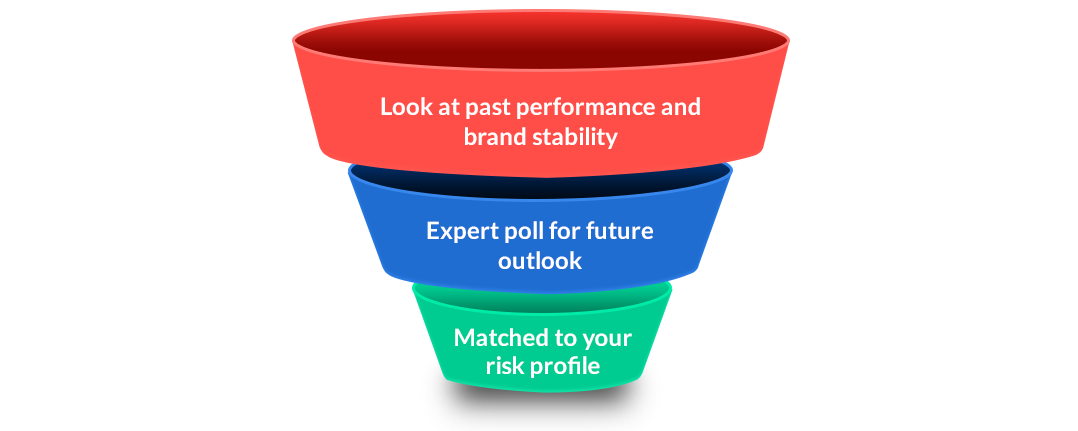 Look at past performance and
brand stability
Expert poll for future
outlook
Matched to your
risk profile